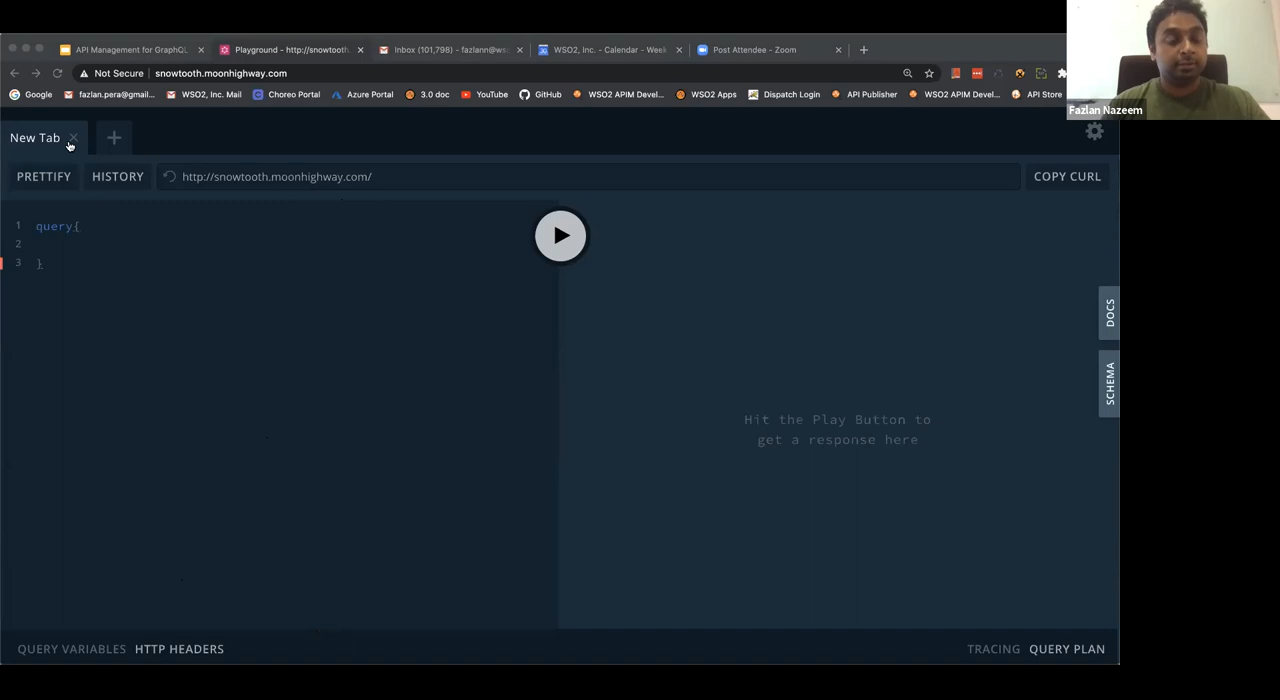 API Management for GraphQL
Playground - http://snowtooth.
Inbox (101,798) - fazlann@ws
WSO2, Inc. - Calendar - Week
Post Attendee - Zoom
Not Secure
snowtooth.moonhighway.com
Google
fazlan.pera@gmail...
WSO2, Inc. Mail
Choreo Portal
Azure Portal
3.0 doc
YouTube
GitHub
WSO2 APIM Devel...
WSO2 Apps
Dispatch Login
API Publisher
WSO2 APIM Devel...
API Store
Fazlan Nazeem
New Tab
PRETTIFY
HISTORY
http://snowtooth.moonhighway.com/
COPY CURL
1 query{
2
3 }
DOCS
SCHEMA
Hit the Play Button to
get a response here
QUERY VARIABLES
HTTP HEADERS
TRACING
QUERY PLAN